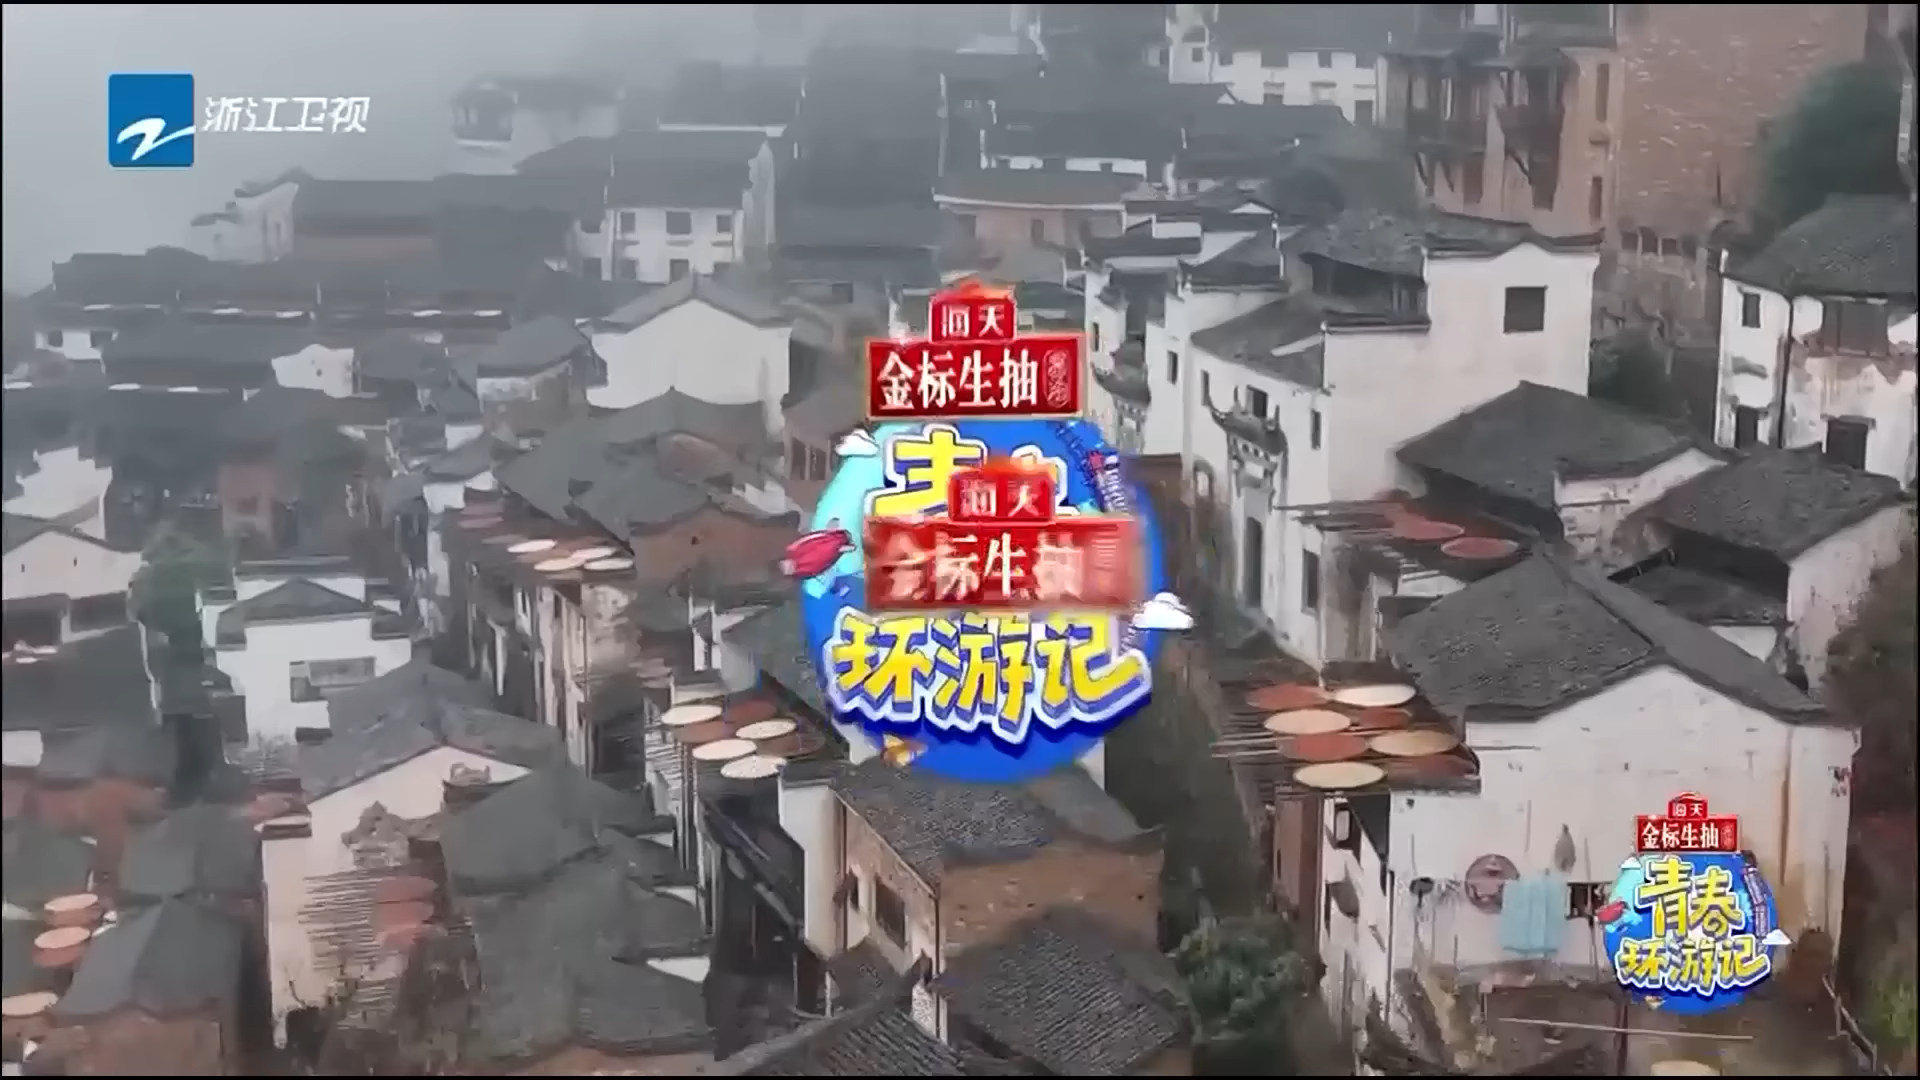 浙江卫视
海天
金标生抽
海天
金标生抽
环游记
海天
金标生抽
青春
环游记